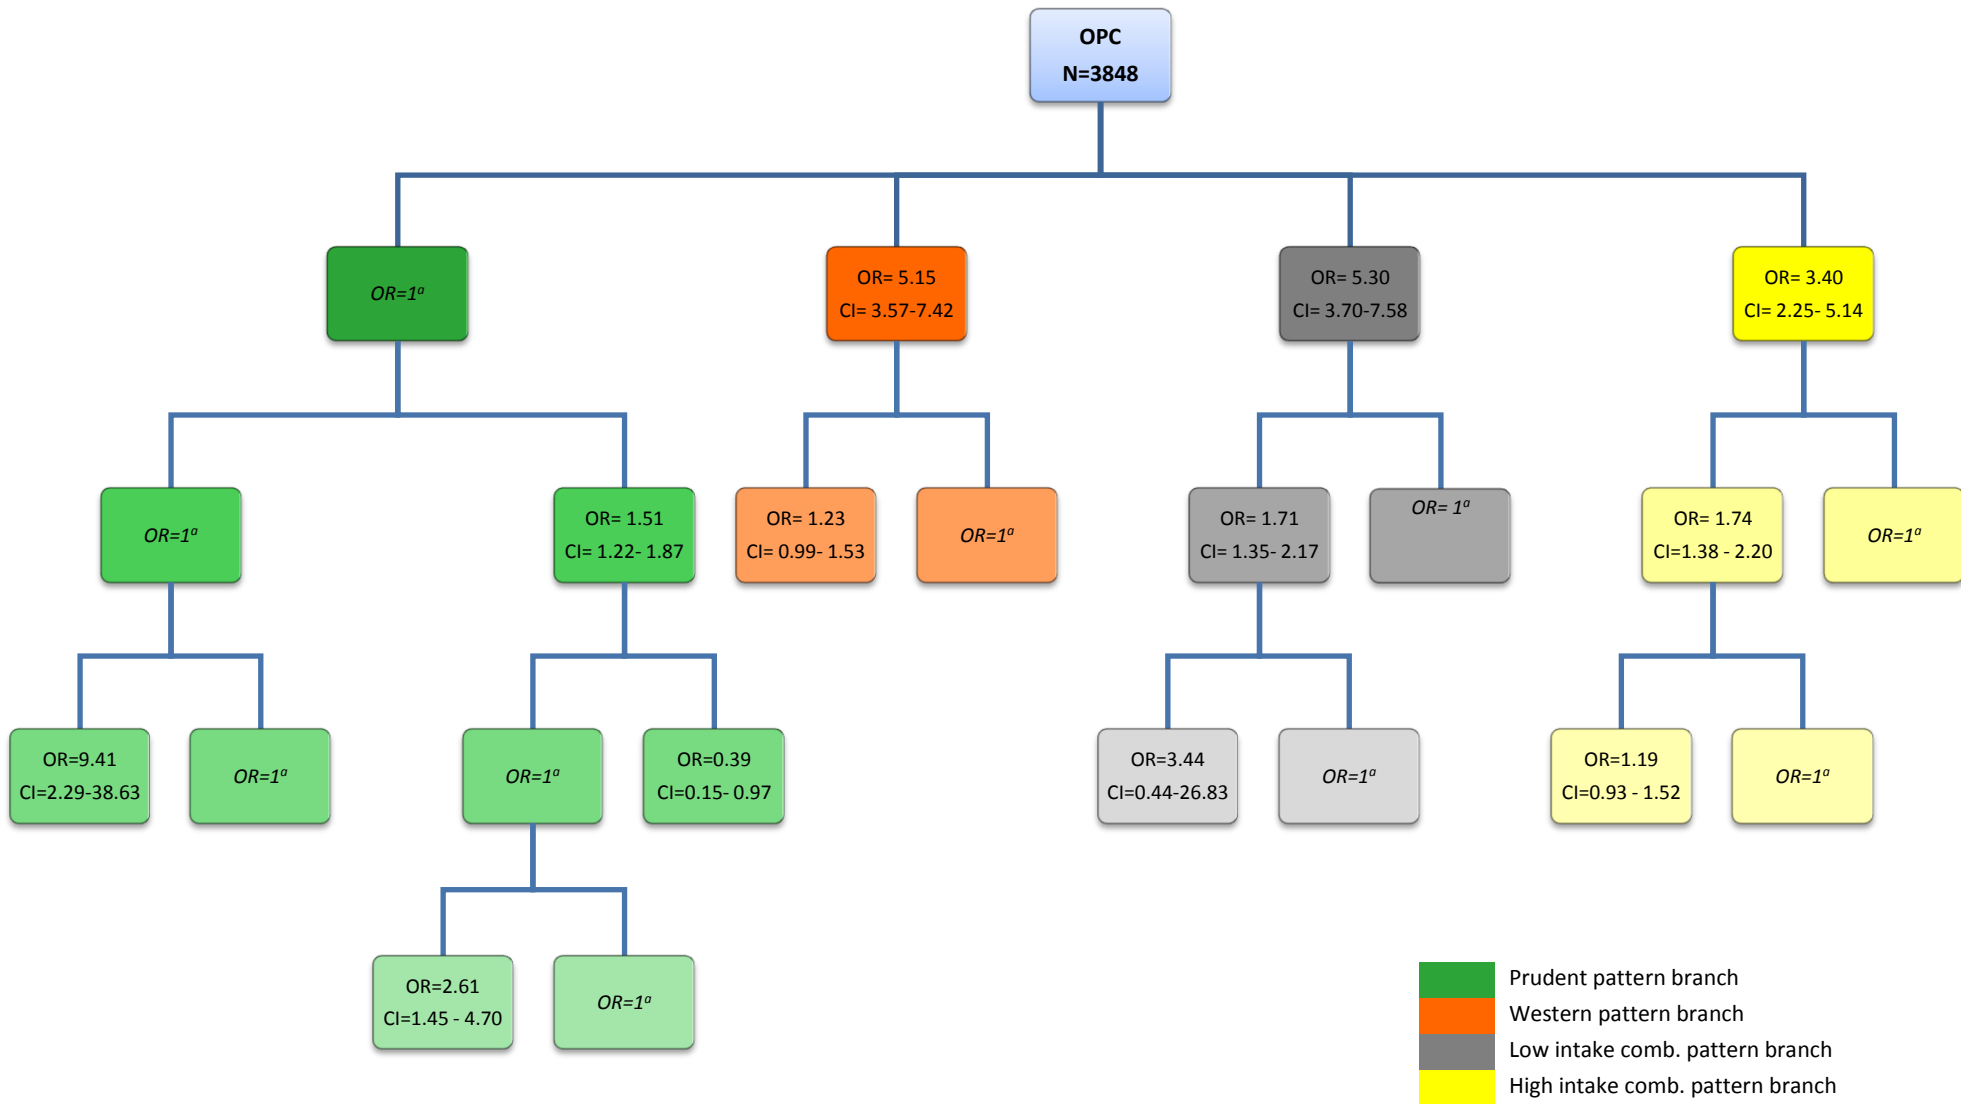 OPC
N=3848
OR=1ª
OR= 5.15
CI= 3.57-7.42
OR= 5.30
CI= 3.70-7.58
OR= 3.40
CI= 2.25- 5.14
OR=1ª
OR= 1.51
CI= 1.22- 1.87
OR= 1.23
CI= 0.99- 1.53
OR=1ª
OR= 1.71
CI= 1.35- 2.17
OR= 1ª
OR= 1.74
CI=1.38 - 2.20
OR=1ª
OR=9.41
CI=2.29-38.63
OR=1ª
OR=1ª
OR=0.39
CI=0.15- 0.97
OR=3.44
CI=0.44-26.83
OR=1ª
OR=1.19
CI=0.93 - 1.52
OR=1ª
OR=2.61
CI=1.45 - 4.70
OR=1ª
Prudent pattern branch
Western pattern branch
Low intake comb. pattern branch
High intake comb. pattern branch